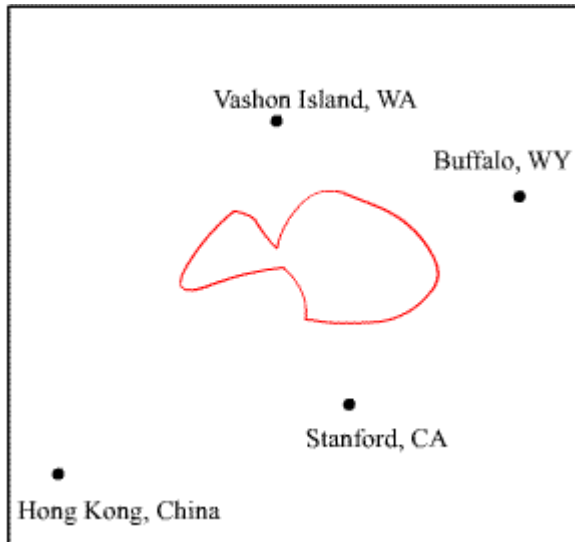 Vashon Island, WA
Buffalo, WY
Stanford, CA
Hong Kong, China